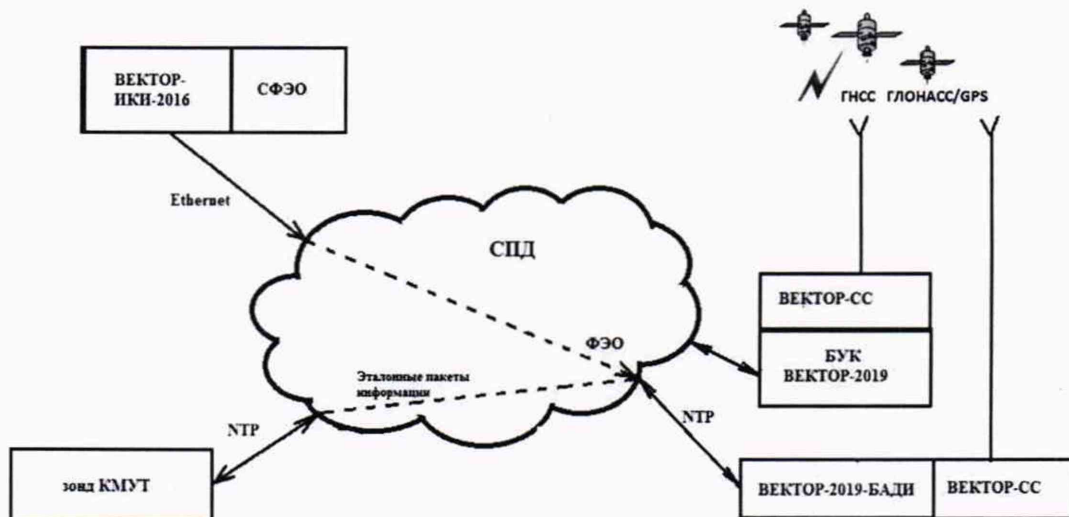 ВЕКТОР-
ИКИ-2016
СФЭО
ГНСС ГЛОНАСС/GPS
Ethernet
СПД
ВЕКТОР-СС
ФЭО
БУК
ВЕКТОР-2019
Эталонные пакеты
информации
NTP
NTP
зонд КМУТ
ВЕКТОР-2019-БАДИ
ВЕКТОР-СС